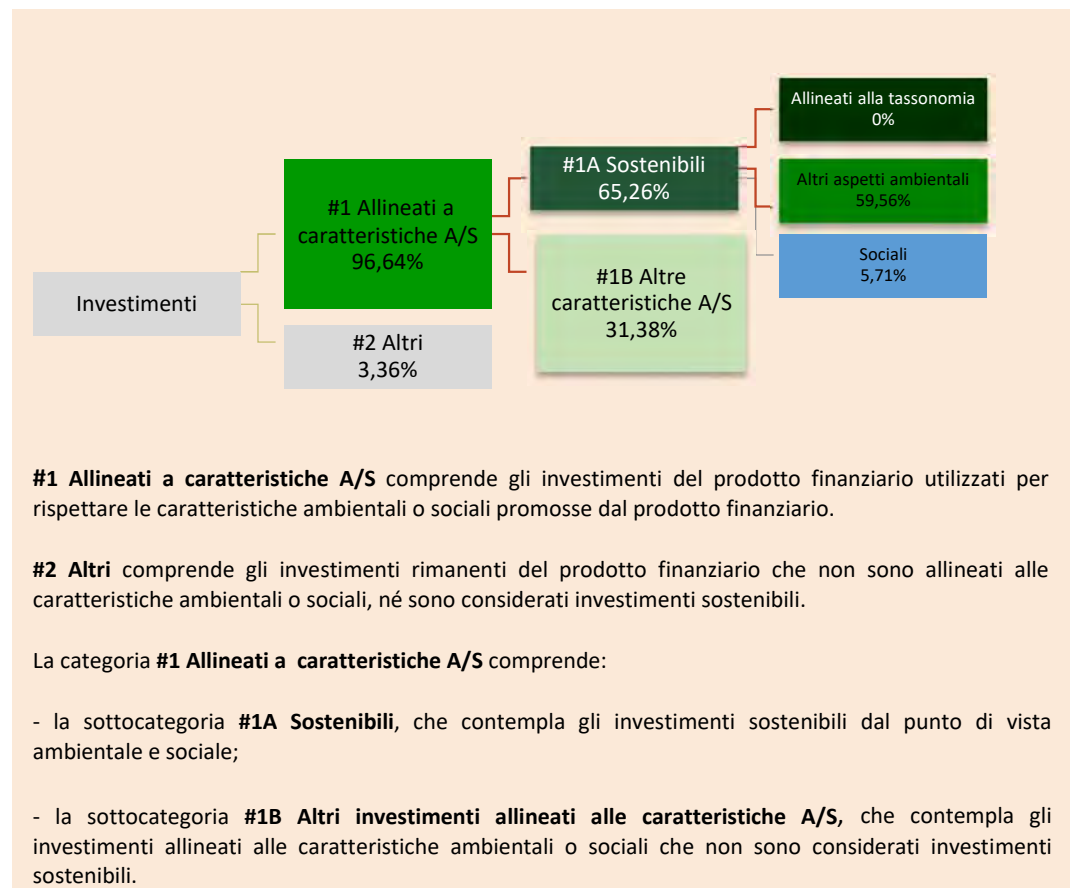 Allineati alla tassonomia
0%
#1A Sostenibili
65,26%
#1 Allineati a
caratteristiche A/S
96,64%
Altri aspetti ambientali
59,56%
Sociali
5,71%
#1B Altre
caratteristiche A/S
31,38%
Investimenti
#2 Altri
3,36%
#1 Allineati a caratteristiche A/S comprende gli investimenti del prodotto finanziario utilizzati per
rispettare le caratteristiche ambientali o sociali promosse dal prodotto finanziario.
#2 Altri comprende gli investimenti rimanenti del prodotto finanziario che non sono allineati alle
caratteristiche ambientali o sociali, né sono considerati investimenti sostenibili.
La categoria #1 Allineati a caratteristiche A/S comprende:
- la sottocategoria #1A Sostenibili, che contempla gli investimenti sostenibili dal punto di vista
ambientale e sociale;
- la sottocategoria #1B Altri investimenti allineati alle caratteristiche A/S, che contempla gli
investimenti allineati alle caratteristiche ambientali o sociali che non sono considerati investimenti
sostenibili.